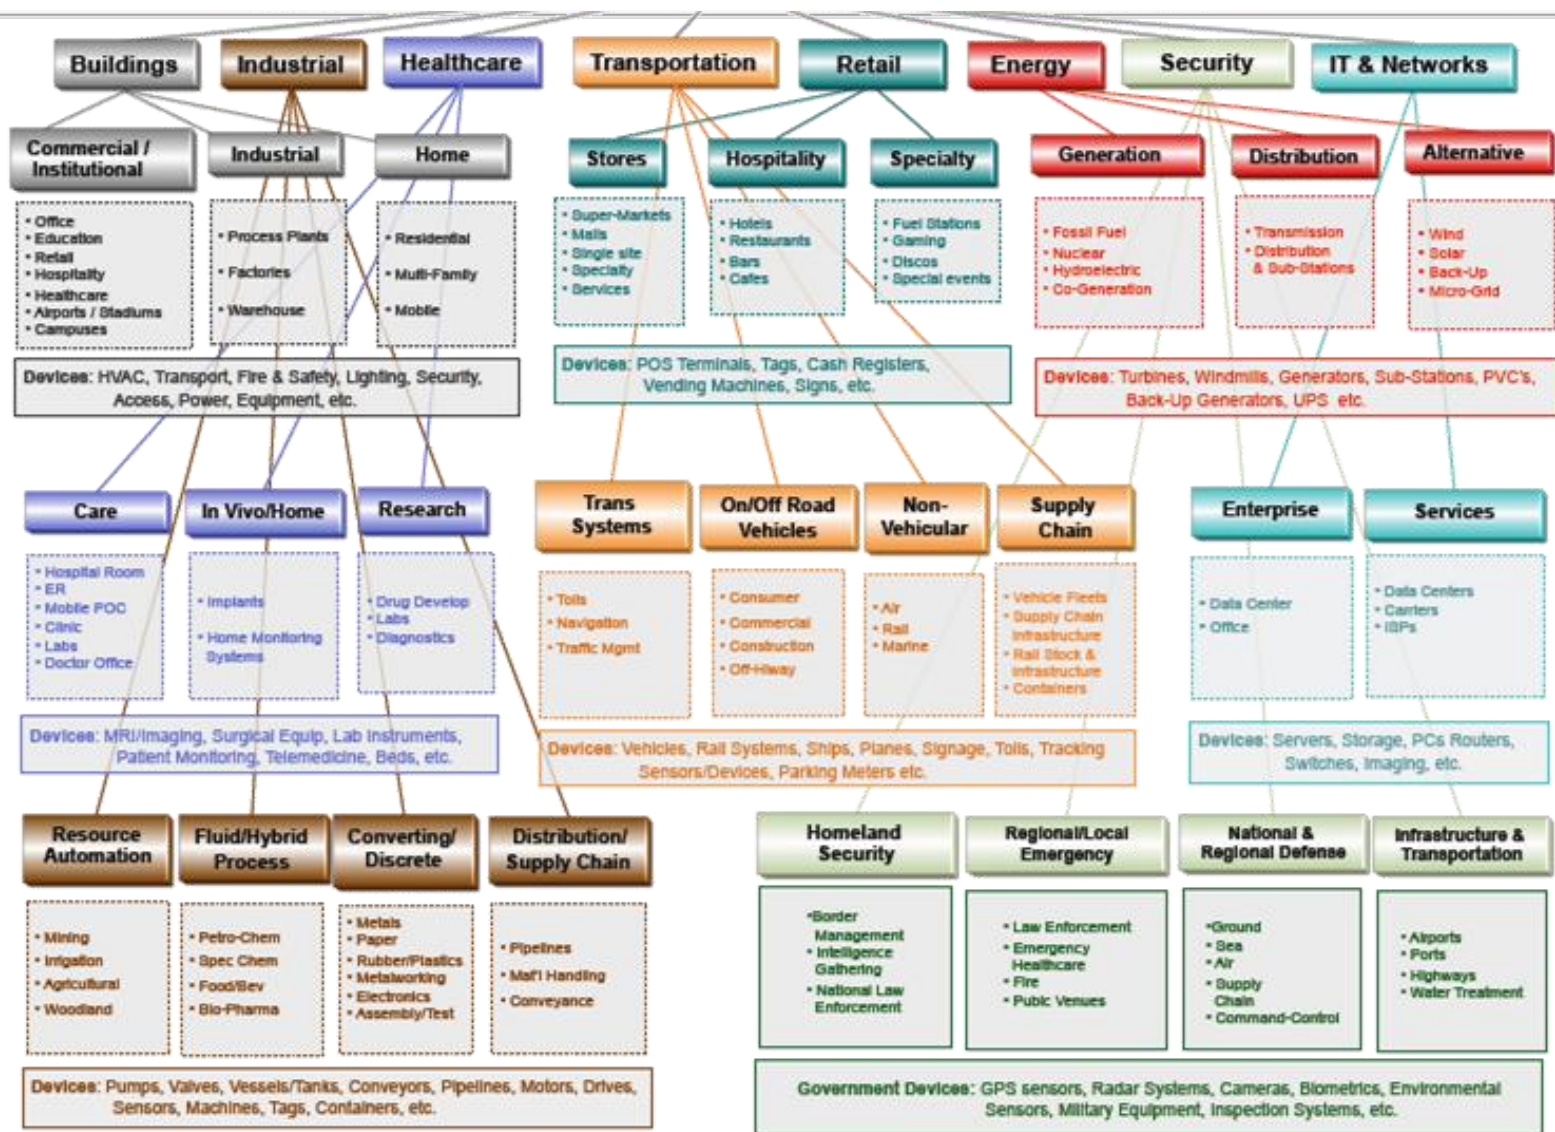 Buildings
Industrial
Healthcare
Transportation
Retail
Energy
Security
IT & Networks
Commercial /
Institutional
Industrial
Home
Stores
Hospitality
Specialty
Generation
Distribution
Alternative
• Office
• Education
• Retail
• Hospitality
• Healthcare
• Airports / Stadiums
• Campuses
• Process Plants
• Factories
• Warehouse
• Residential
• Multi-Family
• Mobile
• Super-Markets
• Malls
• Single site
• Specialty
• Services
• Hotels
• Restaurants
• Bars
• Cafes
• Fuel Stations
• Gaming
• Discos
• Special events
• Fossil Fuel
• Nuclear
• Hydroelectric
• Co-Generation
• Transmission
• Distribution
& Sub-Stations
• Wind
• Solar
• Back-Up
• Micro-Grid
Devices: HVAC, Transport, Fire & Safety, Lighting, Security,
Access, Power, Equipment, etc.
Devices: POS Terminals, Tags, Cash Registers,
Vending Machines, Signs, etc.
Devices: Turbines, Windmills, Generators, Sub-Stations, PVC's,
Back-Up Generators, UPS etc.
Care
In Vivo/Home
Research
Trans
Systems
On/Off Road
Vehicles
Non-
Vehicular
Supply
Chain
Enterprise
Services
• Hospital Room
• ER
• Mobile POC
• Clinic
• Labs
• Doctor Office
• Implants
• Home Monitoring
Systems
• Drug Develop
• Labs
• Diagnostics
• Tolls
• Navigation
• Traffic Mgmt
• Consumer
• Commercial
• Construction
• Off-Hiway
• Air
• Rail
• Marine
• Vehicle Fleets
• Supply Chain
Infrastructure
• Rail Stock &
Infrastructure
• Containers
• Data Center
• Office
• Data Centers
• Carriers
• ISPs
Devices: MRI/Imaging, Surgical Equip, Lab Instruments,
Patient Monitoring, Telemedicine, Beds, etc.
Devices: Vehicles, Rail Systems, Ships, Planes, Signage, Tolls, Tracking
Sensors/Devices, Parking Meters etc.
Devices: Servers, Storage, PCs Routers,
Switches, Imaging, etc.
Resource
Automation
Fluid/Hybrid
Process
Converting/
Discrete
Distribution/
Supply Chain
Homeland
Security
Regional/Local
Emergency
National &
Regional Defense
Infrastructure &
Transportation
• Mining
• Irrigation
• Agricultural
• Woodland
• Petro-Chem
• Spec Chem
• Food/Bev
• Bio-Pharma
• Metals
• Paper
• Rubber/Plastics
• Metalworking
• Electronics
• Assembly/Test
• Pipelines
• Mat'l Handling
• Conveyance
•Border
Management
• Intelligence
Gathering
• National Law
Enforcement
• Law Enforcement
• Emergency
Healthcare
• Fire
• Pubic Venues
•Ground
• Sea
• Air
• Supply
Chain
• Command-Control
• Airports
• Ports
• Highways
• Water Treatment
Devices: Pumps, Valves, Vessels/Tanks, Conveyors, Pipelines, Motors, Drives,
Sensors, Machines, Tags, Containers, etc.
Government Devices: GPS sensors, Radar Systems, Cameras, Biometrics, Environmental
Sensors, Military Equipment, Inspection Systems, etc.